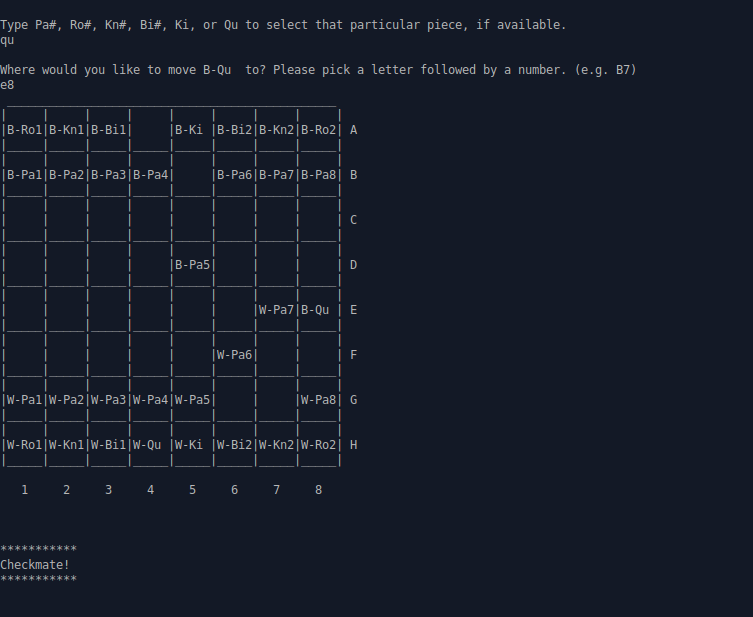 Type Pa#, Ro#, Kn#, Bi#, Ki, or Qu to select that particular piece, if available.
qu
Where would you like to move B-Qu  to? Please pick a letter followed by a number. (e.g. B7)
e8
|B-Ro1|B-Kn1|B-Bi1|     |B-Ki |B-Bi2|B-Kn2|B-Ro2| A
|B-Pa1|B-Pa2|B-Pa3|B-Pa4|     |B-Pa6|B-Pa7|B-Pa8| B
|     |     |     |     |     |     |     |     | C
|     |     |     |     |B-Pa5|     |     |     | D
|     |     |     |     |     |     |W-Pa7|B-Qu | E
|     |     |     |     |     |W-Pa6|     |     | F
|W-Pa1|W-Pa2|W-Pa3|W-Pa4|W-Pa5|     |     |W-Pa8| G
|W-Ro1|W-Kn1|W-Bi1|W-Qu |W-Ki |W-Bi2|W-Kn2|W-Ro2| H
1     2     3     4     5     6     7     8
***********
Checkmate!
***********